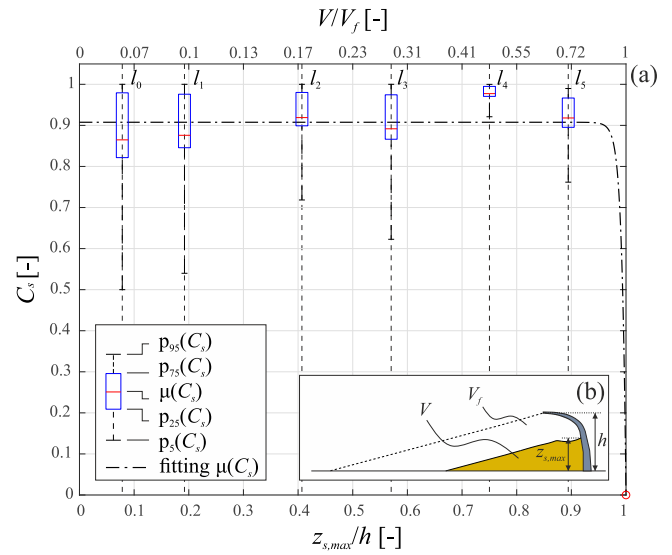 V/V_f [-]
0 0.07 0.1 0.17 0.28 0.31 0.41 0.55 0.72 1
(a)
l_0 l_1 l_2 l_3 l_4 l_5
1
0.9
0.8
0.7
0.6
0.5
0.4
0.3
0.2
0.1
0
C_s [-]
p_95(C_s)
p_75(C_s)
μ(C_s)
p_25(C_s)
p_5(C_s)
fitting μ(C_s)
(b)
V_f
V
z_s,max
h
0 0.1 0.2 0.3 0.4 0.5 0.6 0.7 0.8 0.9 1
z_s,max/h [-]